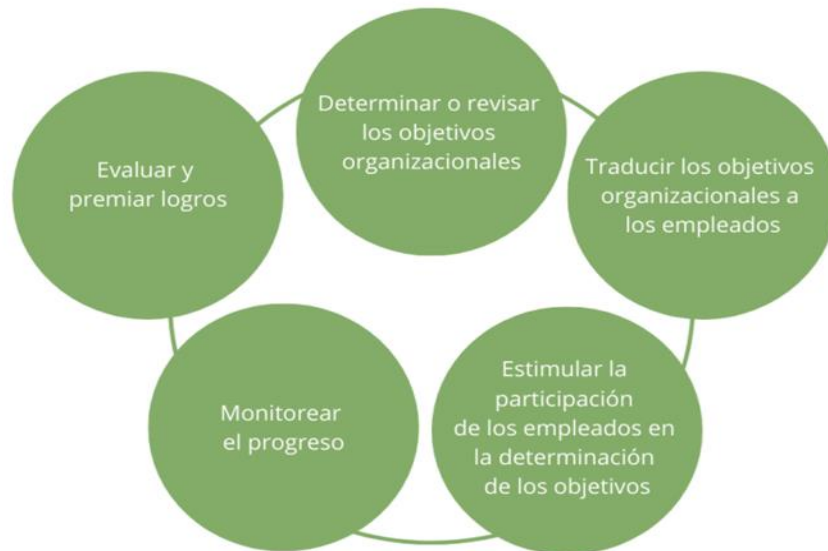 Determinar o revisar
los objetivos
organizacionales
Traducir los objetivos
organizacionales a
los empleados
Estimular la
participación
de los empleados en
la determinación
de los objetivos
Monitorear
el progreso
Evaluar y
premiar logros